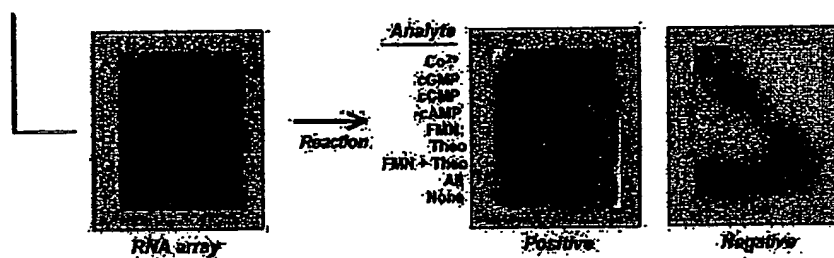 Analyte
Co²⁺
cGMP
cCMP
cAMP
FMN
Theo
FMN + Theo
All
None
Reaction
RNA array
Positive
Negative